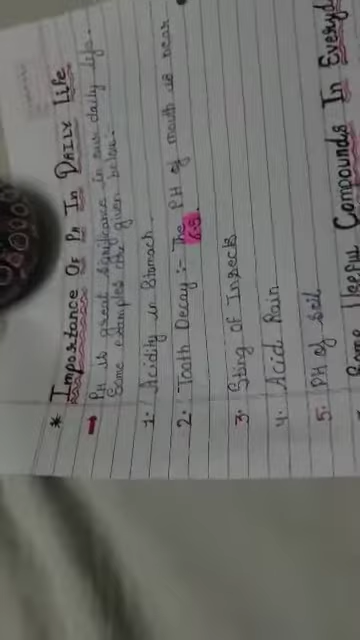 * Importance Of PH In Daily Life
→ PH is great significance in our daily life.
Some examples are given below:-
1. Acidity in Stomach
2. Tooth Decay :- The PH of mouth is near
6.5.
3. Sting of Insects
4. Acid Rain
5. PH of Soil
Some Useful Compounds In Everyd